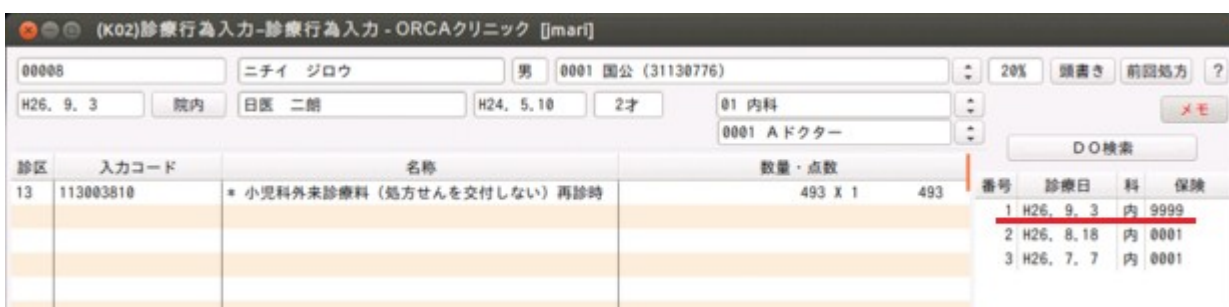 (K02)診療行為入力–診療行為入力 - ORCAクリニック [jmari]
00008 ニチイ ジロウ 男 0001 国公 (31130776) 20% 頭書き 前回処方 ?
H26. 9. 3 院内 日医 二朗 H24. 5.10 2才 01 内科 メモ
0001 Aドクター
DO検索
診区 入力コード 名称 数量・点数
13 113003810 * 小児科外来診療料(処方せんを交付しない)再診時 493 X 1 493
番号 診療日 科 保険
1 H26. 9. 3 内 9999
2 H26. 8.18 内 0001
3 H26. 7. 7 内 0001